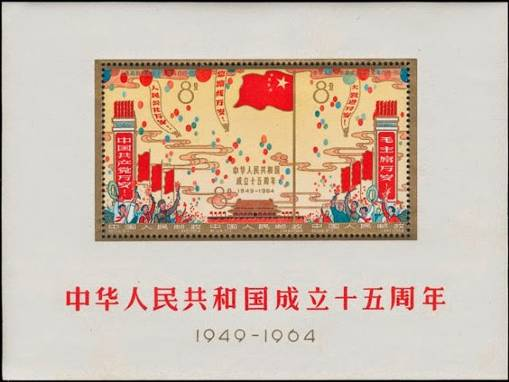 8分
总路线万岁!
8分
人民公社万岁!
大跃进万岁!
中国共产党万岁!
毛主席万岁!
中华人民共和国
成立十五周年
8分
1949-1964
中国人民邮政
中国人民邮政
中国人民邮政
中华人民共和国成立十五周年
1949-1964